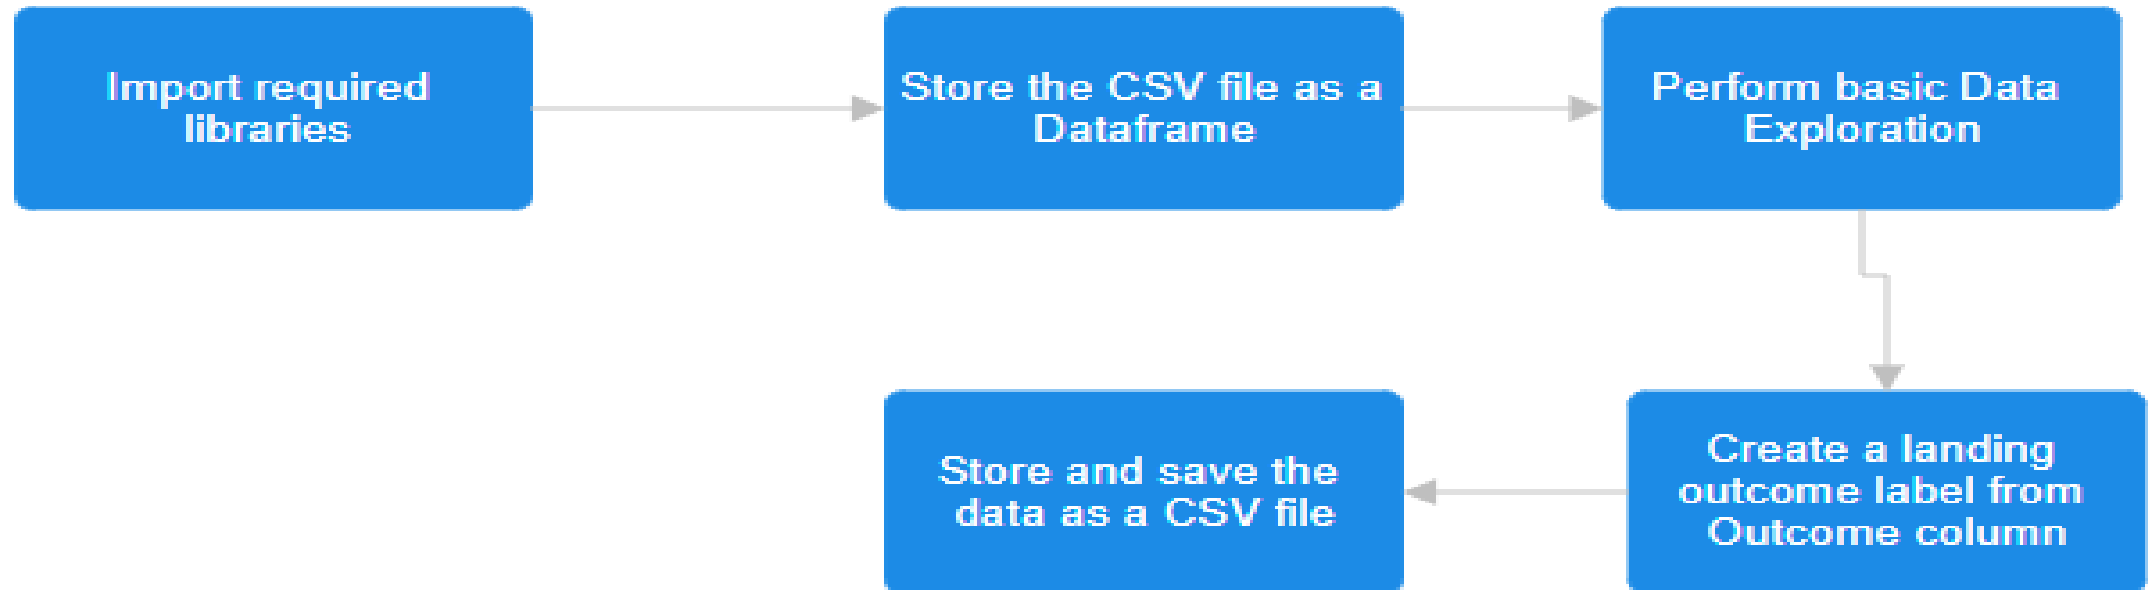 Import required
libraries
Store the CSV file as a
Dataframe
Perform basic Data
Exploration
Create a landing
outcome label from
Outcome column
Store and save the
data as a CSV file